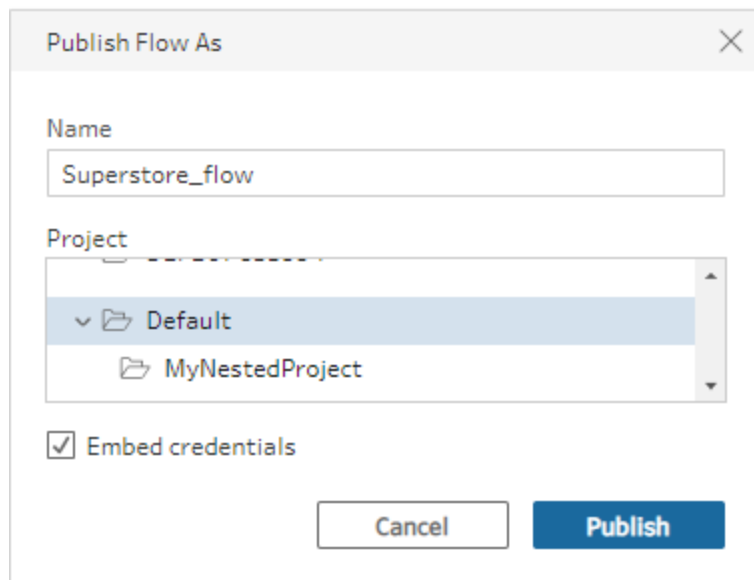 Publish Flow As
Name
Superstore_flow
Project
Default
MyNestedProject
Embed credentials
Cancel
Publish